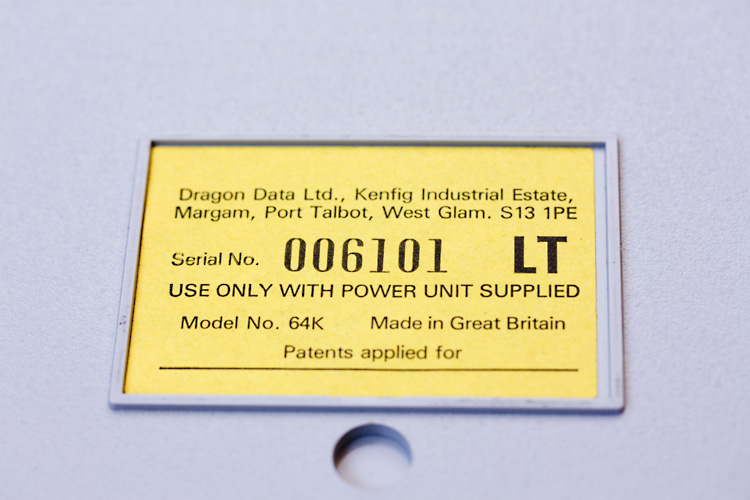 Dragon Data Ltd., Kenfig Industrial Estate,
Margam, Port Talbot, West Glam. S13 1PE
Serial No. 006101 LT
USE ONLY WITH POWER UNIT SUPPLIED
Model No. 64K Made in Great Britain
Patents applied for